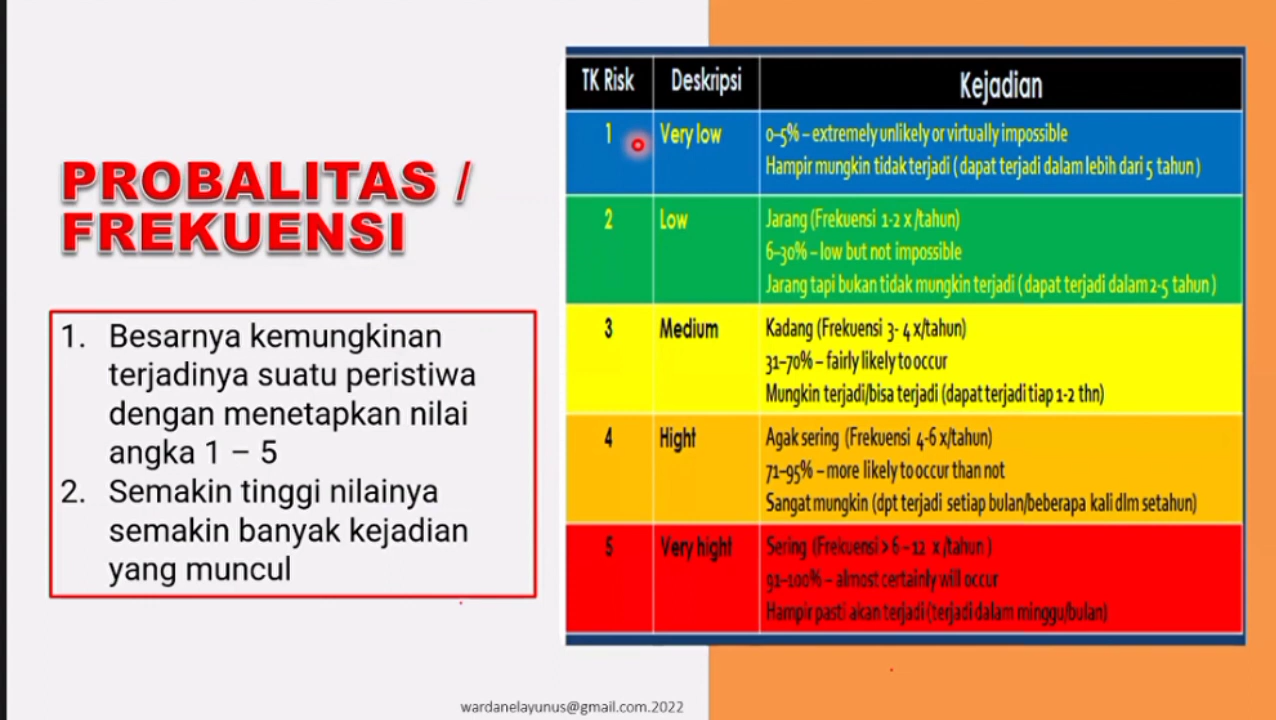 PROBALITAS /
FREKUENSI
1. Besarnya kemungkinan
terjadinya suatu peristiwa
dengan menetapkan nilai
angka 1 – 5
2. Semakin tinggi nilainya
semakin banyak kejadian
yang muncul
TK Risk Deskripsi Kejadian
1 Very low 0–5% – extremely unlikely or virtually impossible
Hampir mungkin tidak terjadi ( dapat terjadi dalam lebih dari 5 tahun )
2 Low Jarang (Frekuensi 1-2 x /tahun)
6–30% – low but not impossible
Jarang tapi bukan tidak mungkin terjadi ( dapat terjadi dalam 2-5 tahun )
3 Medium Kadang (Frekuensi 3- 4 x/tahun)
31–70% – fairly likely to occur
Mungkin terjadi/bisa terjadi (dapat terjadi tiap 1-2 thn)
4 Hight Agak sering (Frekuensi 4-6 x/tahun)
71–95% – more likely to occur than not
Sangat mungkin (dpt terjadi setiap bulan/beberapa kali dlm setahun)
5 Very hight Sering (Frekuensi > 6 – 12 x /tahun )
91–100% – almost certainly will occur
Hampir pasti akan terjadi (terjadi dalam minggu/bulan)
wardanelayunus@gmail.com.2022